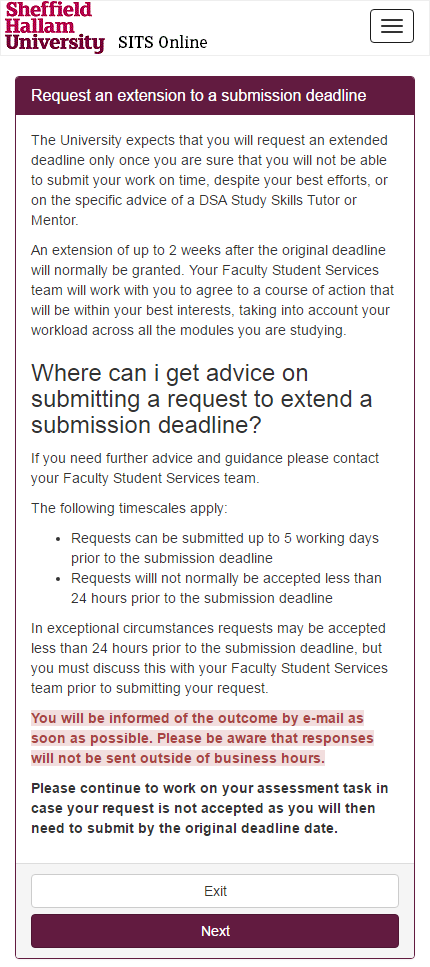 Sheffield
Hallam
University
SITS Online
Request an extension to a submission deadline
The University expects that you will request an extended
deadline only once you are sure that you will not be able
to submit your work on time, despite your best efforts, or
on the specific advice of a DSA Study Skills Tutor or
Mentor.
An extension of up to 2 weeks after the original deadline
will normally be granted. Your Faculty Student Services
team will work with you to agree to a course of action that
will be within your best interests, taking into account your
workload across all the modules you are studying.
Where can i get advice on
submitting a request to extend a
submission deadline?
If you need further advice and guidance please contact
your Faculty Student Services team.
The following timescales apply:
• Requests can be submitted up to 5 working days
prior to the submission deadline
• Requests willl not normally be accepted less than
24 hours prior to the submission deadline
In exceptional circumstances requests may be accepted
less than 24 hours prior to the submission deadline, but
you must discuss this with your Faculty Student Services
team prior to submitting your request.
You will be informed of the outcome by e-mail as
soon as possible. Please be aware that responses
will not be sent outside of business hours.
Please continue to work on your assessment task in
case your request is not accepted as you will then
need to submit by the original deadline date.
Exit
Next